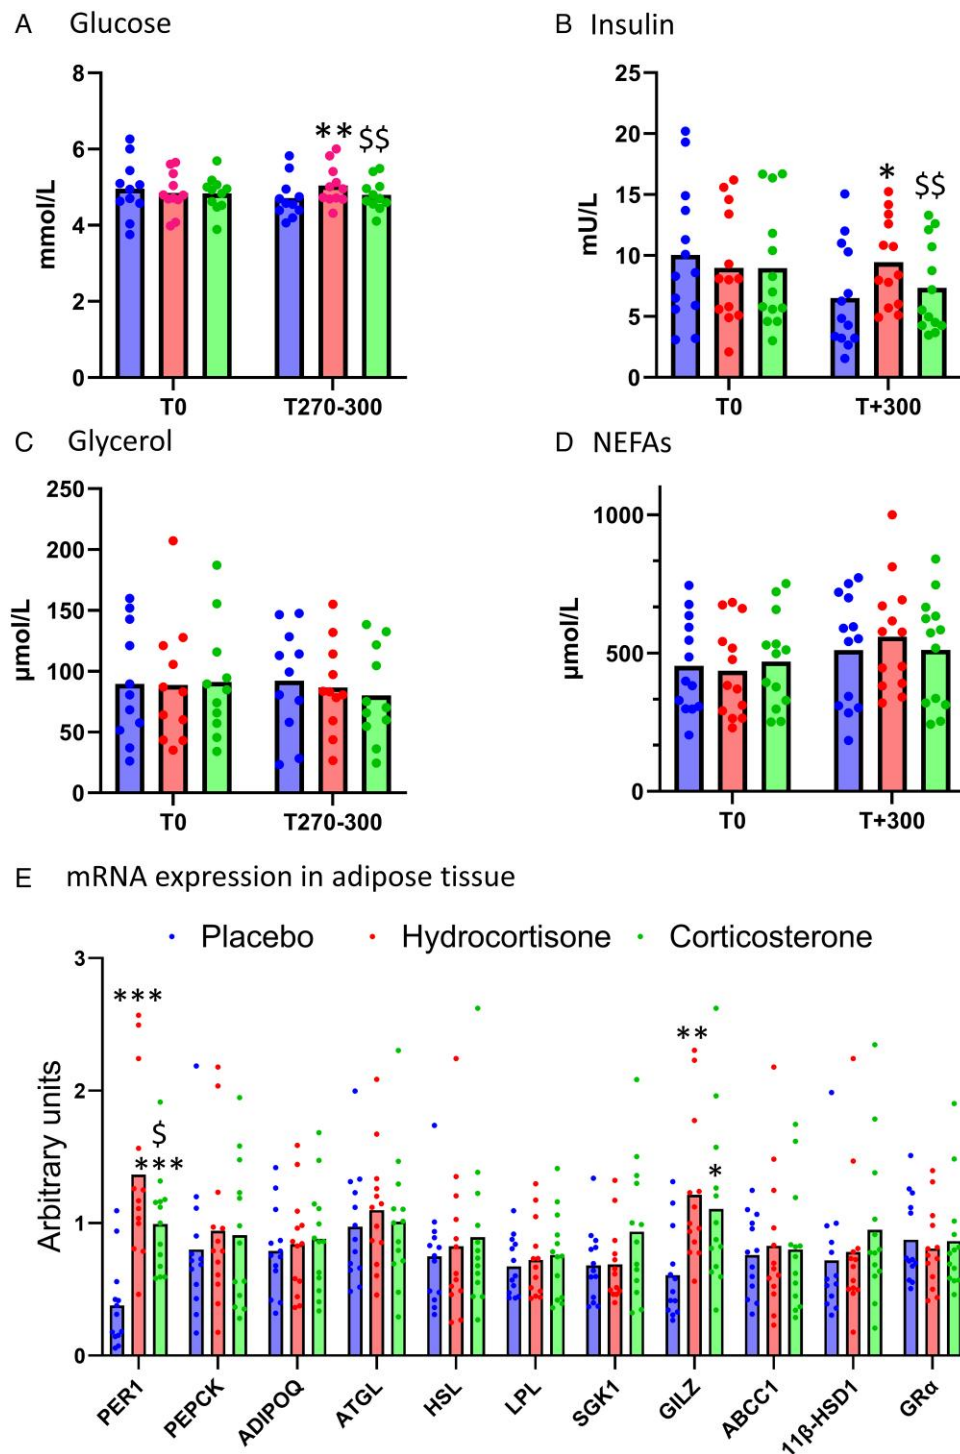 A Glucose
8
6
4
2
0
mmol/L
** $$
T0 T270-300
B Insulin
25
20
15
10
5
0
mU/L
* $$
T0 T+300
C Glycerol
250
200
150
100
50
0
µmol/L
T0 T270-300
D NEFAs
1000
500
0
µmol/L
T0 T+300
E mRNA expression in adipose tissue
Placebo Hydrocortisone Corticosterone
3
2
1
0
Arbitrary units
***
$
***
**
*
PER1 PEPCK ADIPOQ ATGL HSL LPL SGK1 GILZ ABCC1 11β-HSD1 GRα